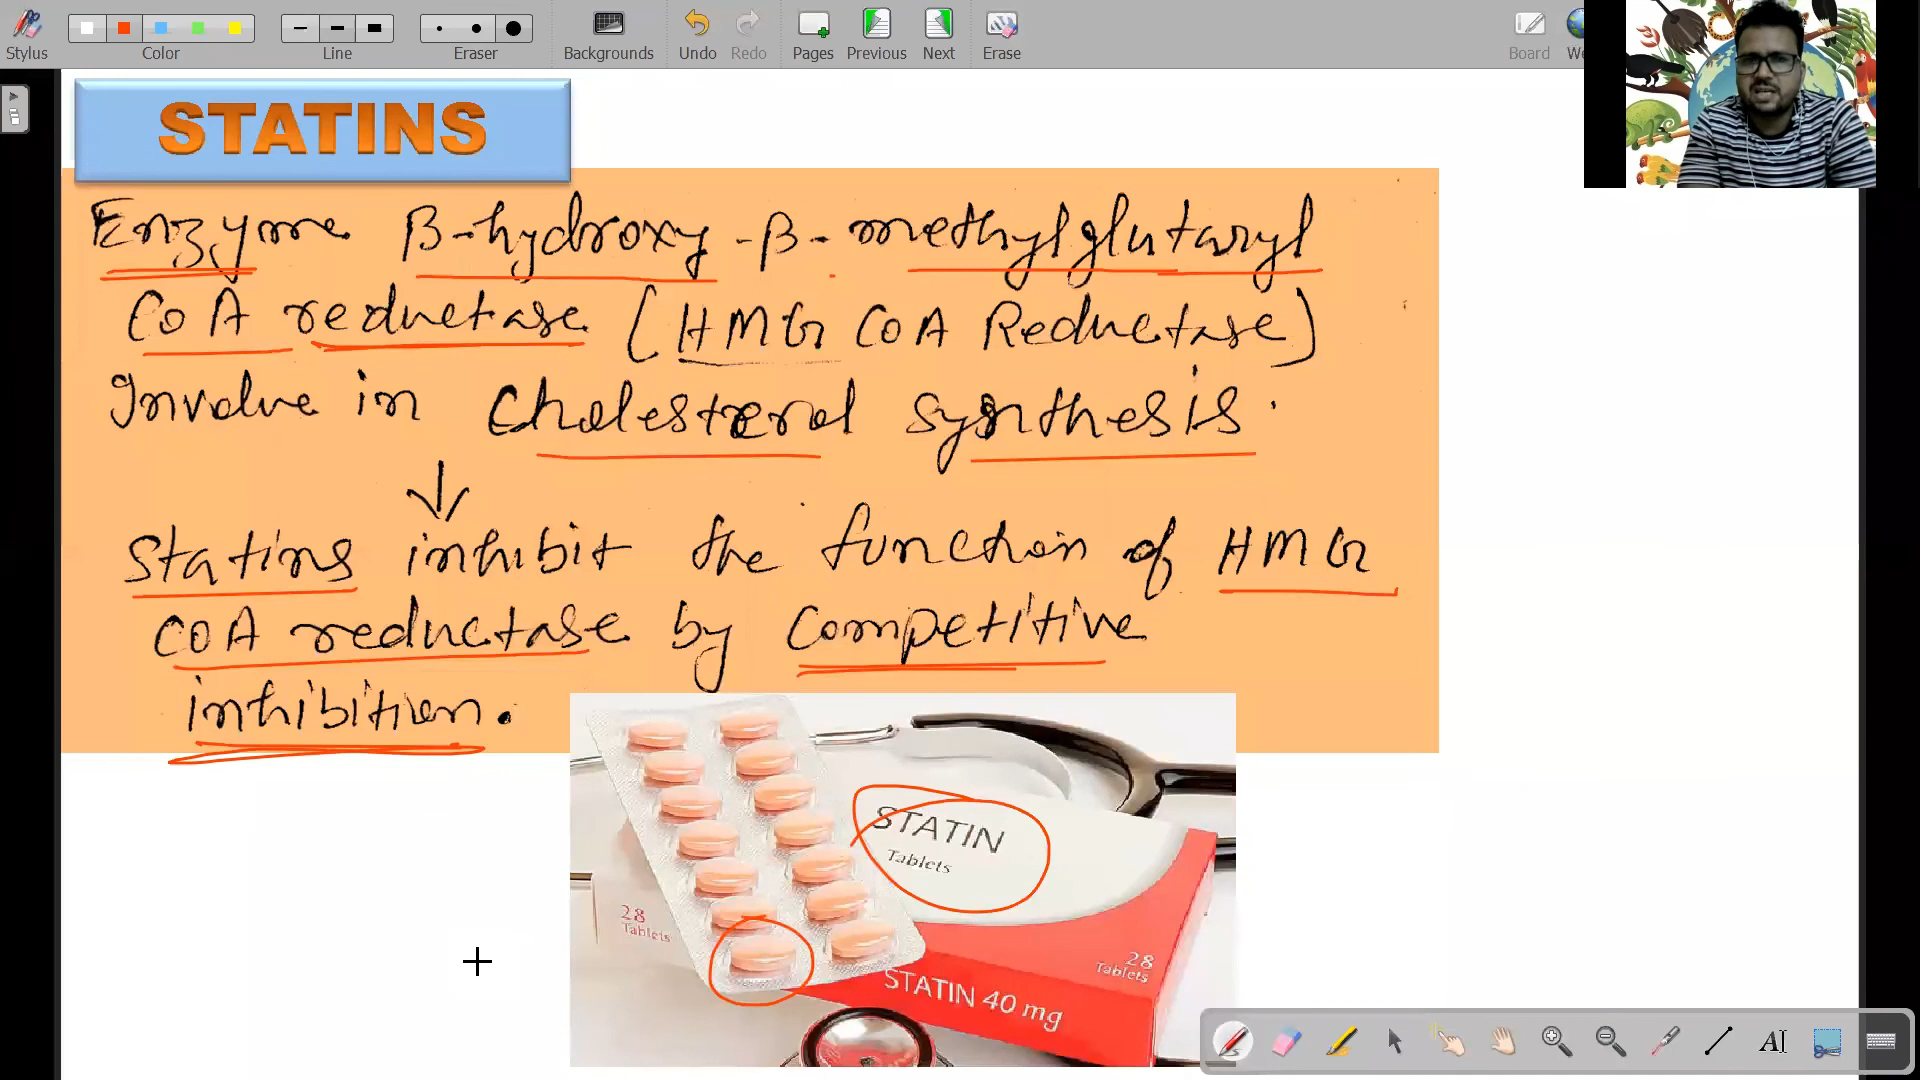 Stylus Color Line Eraser Backgrounds Undo Redo Pages Previous Next Erase Board
STATINS
Enzyme β-hydroxy-β-methylglutaryl
CoA reductase (HMG CoA Reductase)
Involve in Cholesterol synthesis.
↓
Statins inhibit the function of HMG
COA reductase by Competitive
inhibition.
STATIN
Tablets
28
Tablets
28
Tablets
STATIN 40 mg